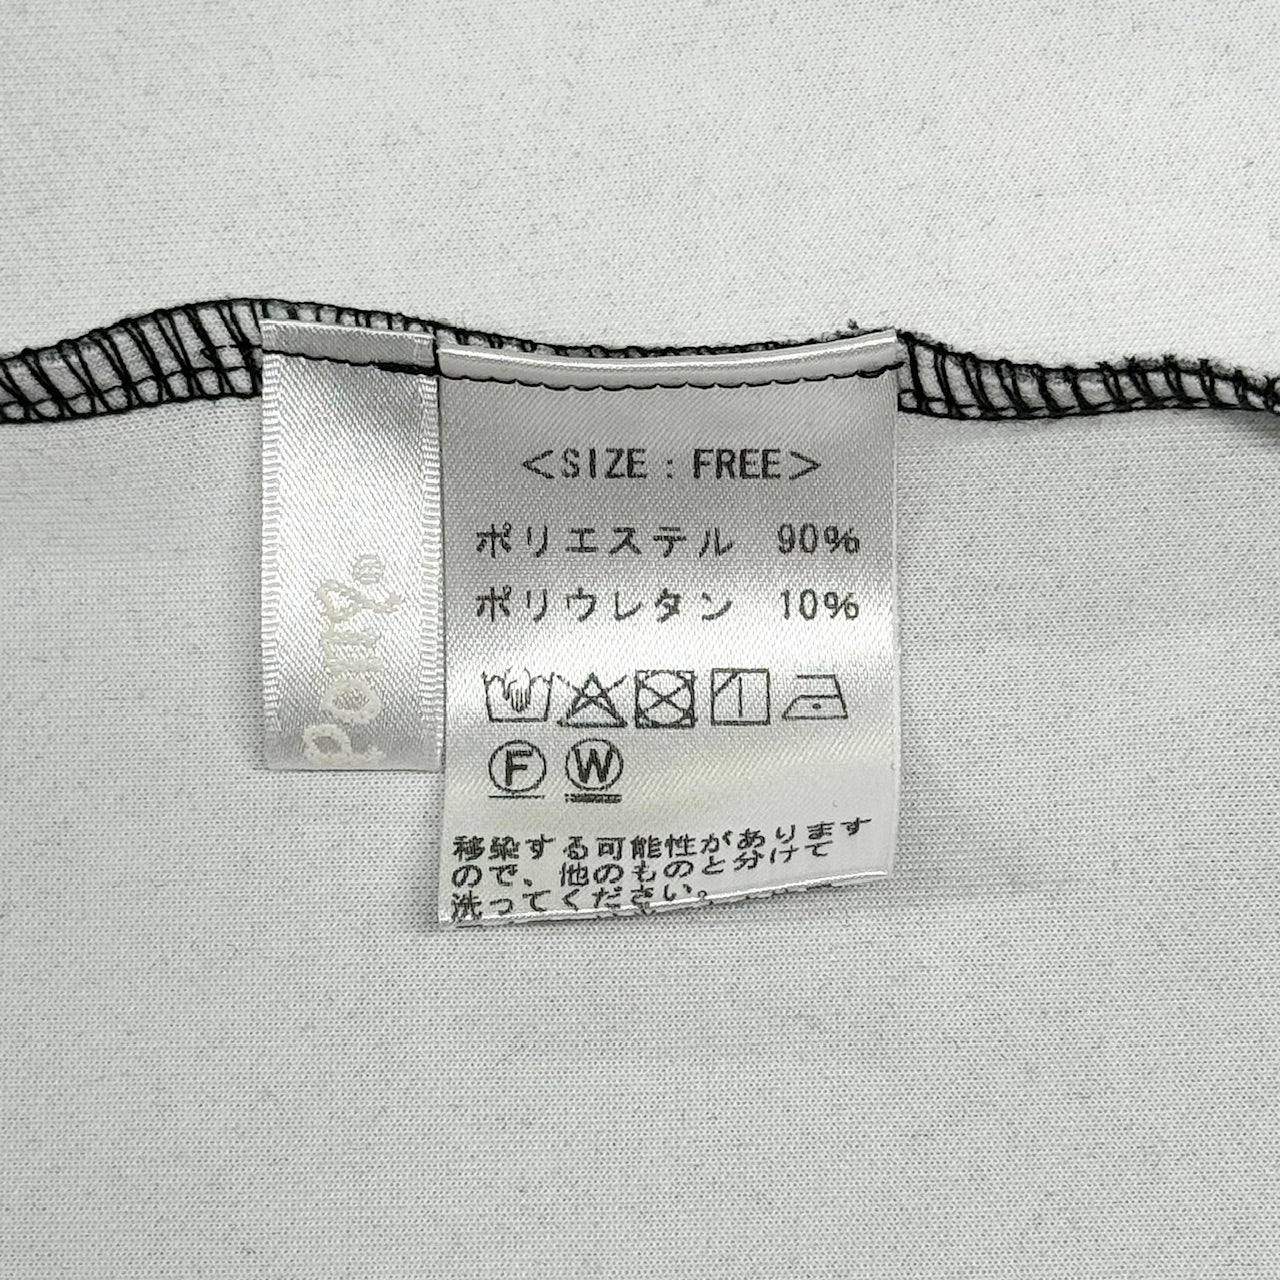 <SIZE : FREE>
ポリエステル 90%
ポリウレタン 10%
F W
移染する可能性があります
ので、他のものと分けて
洗ってください。